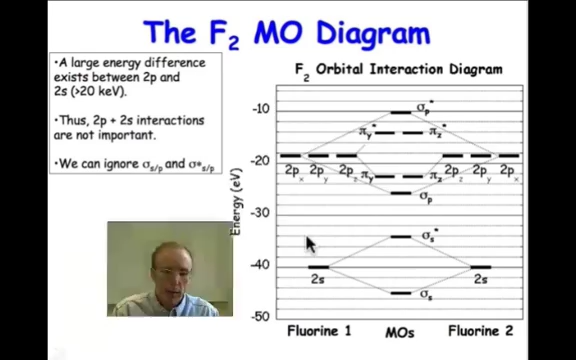 The F₂ MO Diagram
•A large energy difference
exists between 2p and
2s (>20 keV).
•Thus, 2p + 2s interactions
are not important.
•We can ignore σs/p and σ*s/p
F₂ Orbital Interaction Diagram
Energy (eV)
-10
-20
-30
-40
-50
σp*
πy* πz*
2px 2py 2pz πy πz 2pz 2py 2px
σp
σs*
2s 2s
σs
Fluorine 1 MOs Fluorine 2